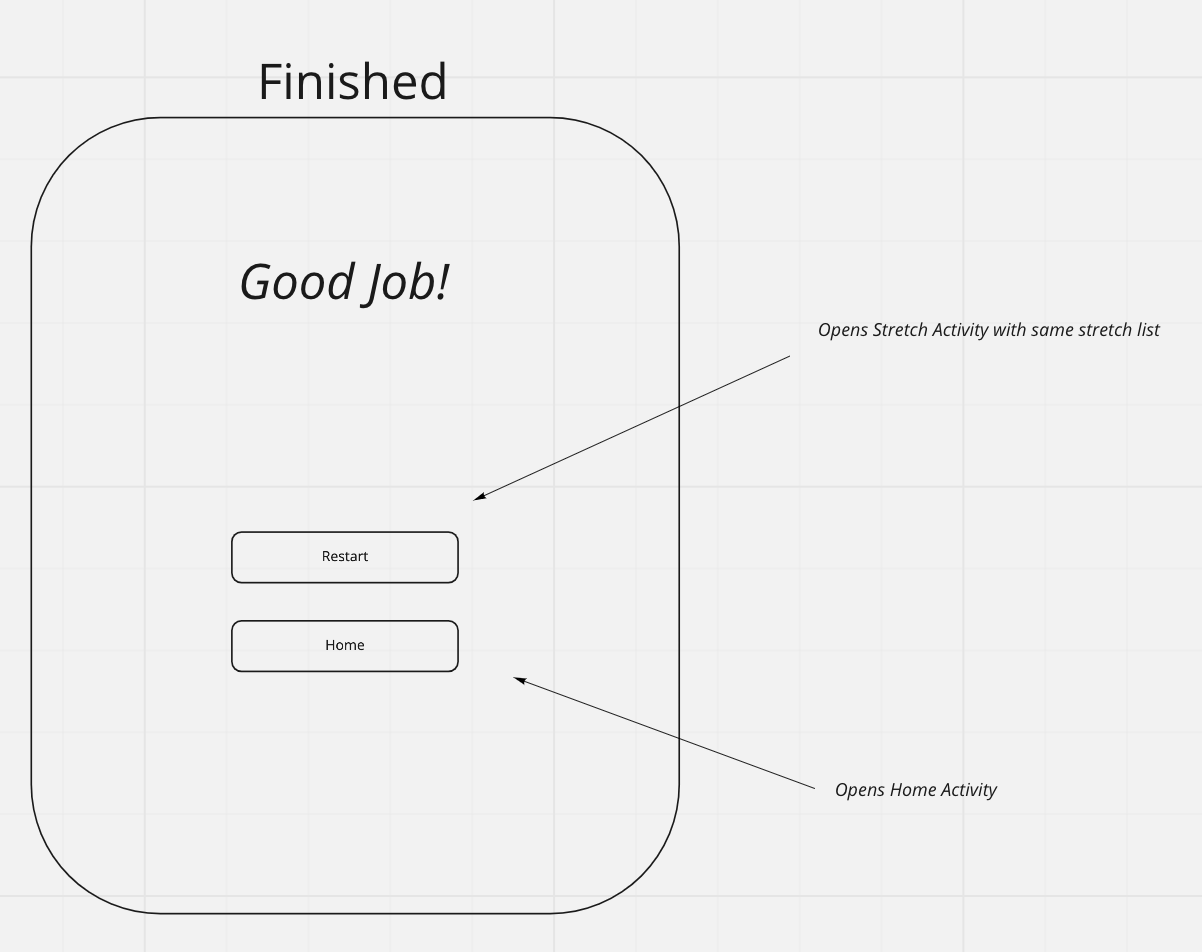 Finished
Good Job!
Opens Stretch Activity with same stretch list
Restart
Home
Opens Home Activity